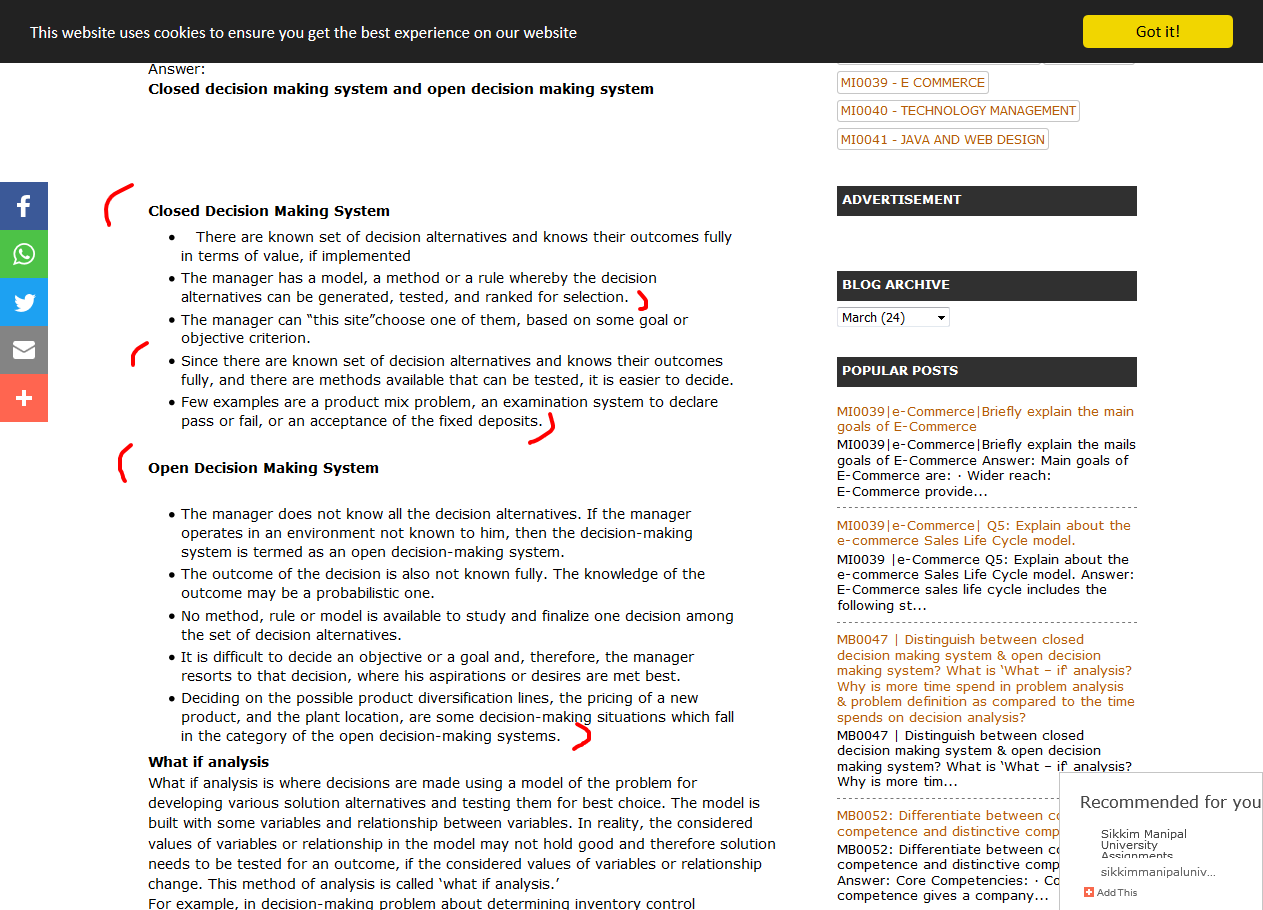 This website uses cookies to ensure you get the best experience on our website
Got it!
Answer:
Closed decision making system and open decision making system
Closed Decision Making System
• There are known set of decision alternatives and knows their outcomes fully
in terms of value, if implemented
• The manager has a model, a method or a rule whereby the decision
alternatives can be generated, tested, and ranked for selection.
• The manager can “this site”choose one of them, based on some goal or
objective criterion.
• Since there are known set of decision alternatives and knows their outcomes
fully, and there are methods available that can be tested, it is easier to decide.
• Few examples are a product mix problem, an examination system to declare
pass or fail, or an acceptance of the fixed deposits.
Open Decision Making System
• The manager does not know all the decision alternatives. If the manager
operates in an environment not known to him, then the decision-making
system is termed as an open decision-making system.
• The outcome of the decision is also not known fully. The knowledge of the
outcome may be a probabilistic one.
• No method, rule or model is available to study and finalize one decision among
the set of decision alternatives.
• It is difficult to decide an objective or a goal and, therefore, the manager
resorts to that decision, where his aspirations or desires are met best.
• Deciding on the possible product diversification lines, the pricing of a new
product, and the plant location, are some decision-making situations which fall
in the category of the open decision-making systems.
What if analysis
What if analysis is where decisions are made using a model of the problem for
developing various solution alternatives and testing them for best choice. The model is
built with some variables and relationship between variables. In reality, the considered
values of variables or relationship in the model may not hold good and therefore solution
needs to be tested for an outcome, if the considered values of variables or relationship
change. This method of analysis is called ‘what if analysis.’
For example, in decision-making problem about determining inventory control
MI0039 - E COMMERCE
MI0040 - TECHNOLOGY MANAGEMENT
MI0041 - JAVA AND WEB DESIGN
ADVERTISEMENT
BLOG ARCHIVE
March (24)
POPULAR POSTS
MI0039|e-Commerce|Briefly explain the main
goals of E-Commerce
MI0039|e-Commerce|Briefly explain the mails
goals of E-Commerce Answer: Main goals of
E-Commerce are: · Wider reach:
E-Commerce provide...
MI0039|e-Commerce| Q5: Explain about the
e-commerce Sales Life Cycle model.
MI0039 |e-Commerce Q5: Explain about the
e-commerce Sales Life Cycle model. Answer:
E-Commerce sales life cycle includes the
following st...
MB0047 | Distinguish between closed
decision making system & open decision
making system? What is ‘What – if’ analysis?
Why is more time spend in problem analysis
& problem definition as compared to the time
spends on decision analysis?
MB0047 | Distinguish between closed
decision making system & open decision
making system? What is ‘What – if’ analysis?
Why is more tim...
MB0052: Differentiate between co
competence and distinctive comp
MB0052: Differentiate between co
competence and distinctive comp
Answer: Core Competencies: · Co
competence gives a company...
Recommended for you
Sikkim Manipal
University
Assignments
sikkimmanipaluniv...
AddThis